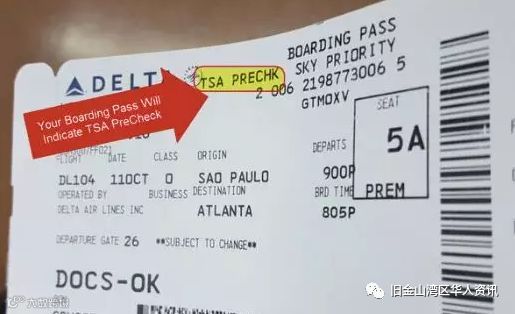 BOARDING PASS
SKY PRIORITY
DELTA
TSA PRECHK
2 006 2198773006 5
GTMOXV
Your Boarding Pass Will
Indicate TSA PreCheck
SEAT
5A
PREM
FLIGHT DATE CLASS ORIGIN
DEPARTS
DL104 11OCT O SAO PAULO
900P
OPERATED BY BUSINESS DESTINATION
BRD TIME
DELTA AIR LINES INC ATLANTA
805P
DEPARTURE GATE 26 **SUBJECT TO CHANGE**
DOCS-OK
旧金山湾区华人资讯